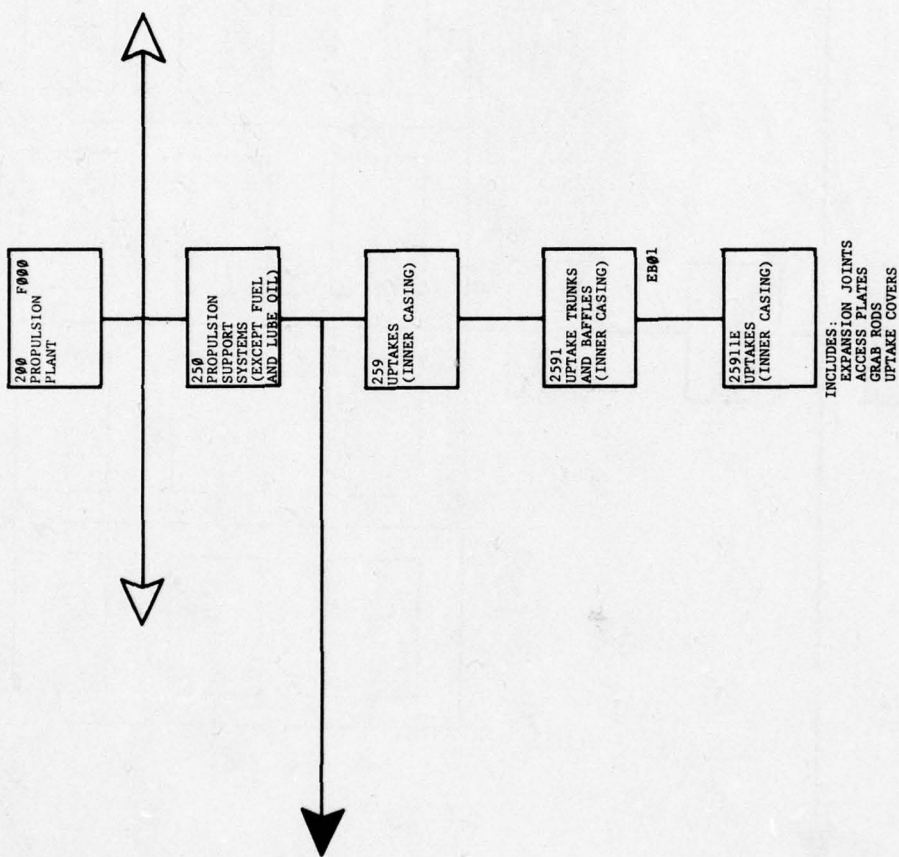 200 F000
PROPULSION
PLANT
250
PROPULSION
SUPPORT
SYSTEMS
(EXCEPT FUEL
AND LUBE OIL)
259
UPTAKES
(INNER CASING)
2591
UPTAKE TRUNKS
AND BAFFLES
(INNER CASING)
EB01
25911E
UPTAKES
(INNER CASING)
INCLUDES:
EXPANSION JOINTS
ACCESS PLATES
GRAB RODS
UPTAKE COVERS